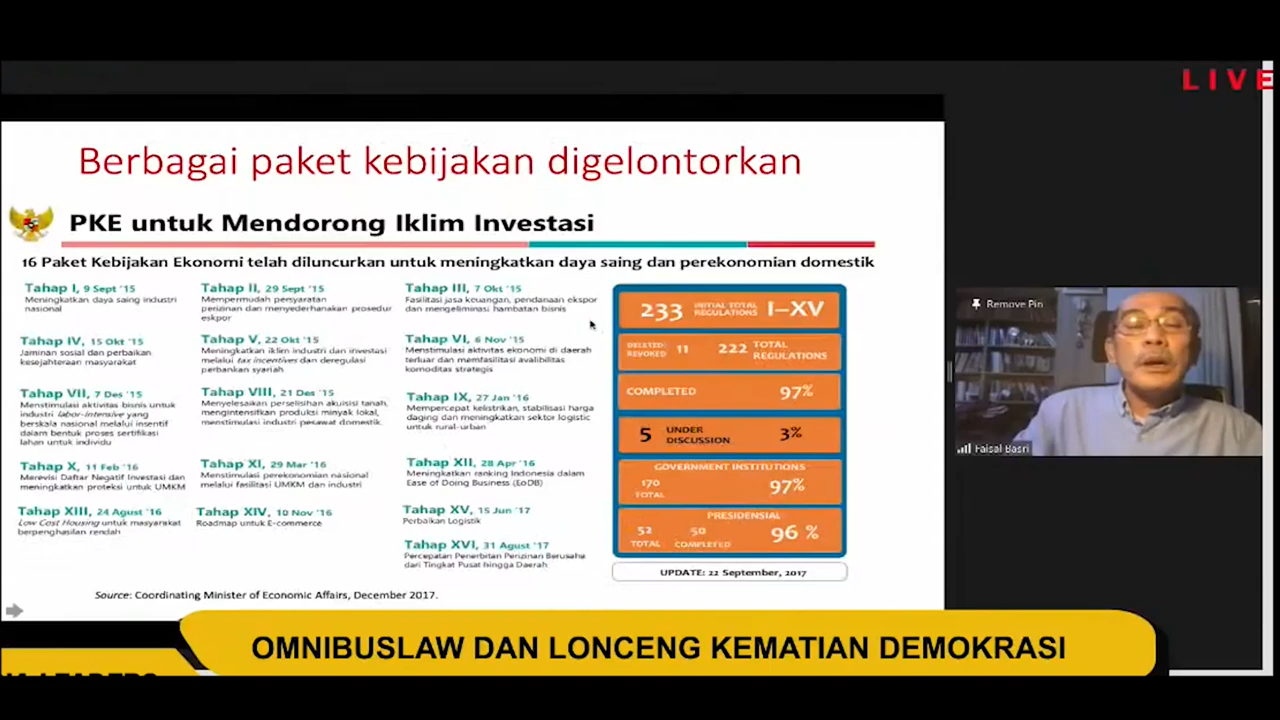 LIVE
Berbagai paket kebijakan digelontorkan
PKE untuk Mendorong Iklim Investasi
16 Paket Kebijakan Ekonomi telah diluncurkan untuk meningkatkan daya saing dan perekonomian domestik
Tahap I, 9 Sept '15
Meningkatkan daya saing industri
nasional
Tahap II, 29 Sept '15
Mempermudah persyaratan
perizinan dan menyederhanakan prosedur
eskpor
Tahap III, 7 Okt '15
Fasilitasi jasa keuangan, pendanaan ekspor
dan mengeliminasi hambatan bisnis
Tahap IV, 15 Okt '15
Jaminan sosial dan perbaikan
kesejahteraan masyarakat
Tahap V, 22 Okt '15
Meningkatkan iklim industri dan investasi
melalui tax incentives dan deregulasi
perbankan syariah
Tahap VI, 6 Nov '15
Menstimulasi aktivitas ekonomi di daerah
terluar dan memfasilitasi avalibilitas
komoditas strategis
Tahap VII, 7 Des '15
Menstimulasi aktivitas bisnis untuk
industri labor-intensive yang
berskala nasional melalui insentif
dalam bentuk proses sertifikasi
lahan untuk individu
Tahap VIII, 21 Des '15
Menyelesaikan perselisihan akuisisi tanah,
mengintensifkan produksi minyak lokal,
menstimulasi industri pesawat domestik.
Tahap IX, 27 Jan '16
Mempercepat kelistrikan, stabilisasi harga
daging dan meningkatkan sektor logistic
untuk rural-urban
Tahap X, 11 Feb '16
Merevisi Daftar Negatif Investasi dan
meningkatkan proteksi untuk UMKM
Tahap XI, 29 Mar '16
Menstimulasi perekonomian nasional
melalui fasilitasi UMKM dan industri
Tahap XII, 28 Apr '16
Meningkatkan ranking Indonesia dalam
Ease of Doing Business (EoDB)
Tahap XIII, 24 Agust '16
Low Cost Housing untuk masyarakat
berpenghasilan rendah
Tahap XIV, 10 Nov '16
Roadmap untuk E-commerce
Tahap XV, 15 Jun '17
Perbaikan Logistik
Tahap XVI, 31 Agust '17
Percepatan Penerbitan Perizinan Berusaha
dari Tingkat Pusat hingga Daerah
233 INITIAL TOTAL REGULATIONS I–XV
DELETED/REVOKED 11 222 TOTAL REGULATIONS
COMPLETED 97%
5 UNDER DISCUSSION 3%
GOVERNMENT INSTITUTIONS
170 TOTAL 97%
PRESIDENSIAL
52 TOTAL 50 COMPLETED 96 %
UPDATE: 22 September, 2017
Source: Coordinating Minister of Economic Affairs, December 2017.
Remove Pin
Faisal Basri
OMNIBUSLAW DAN LONCENG KEMATIAN DEMOKRASI